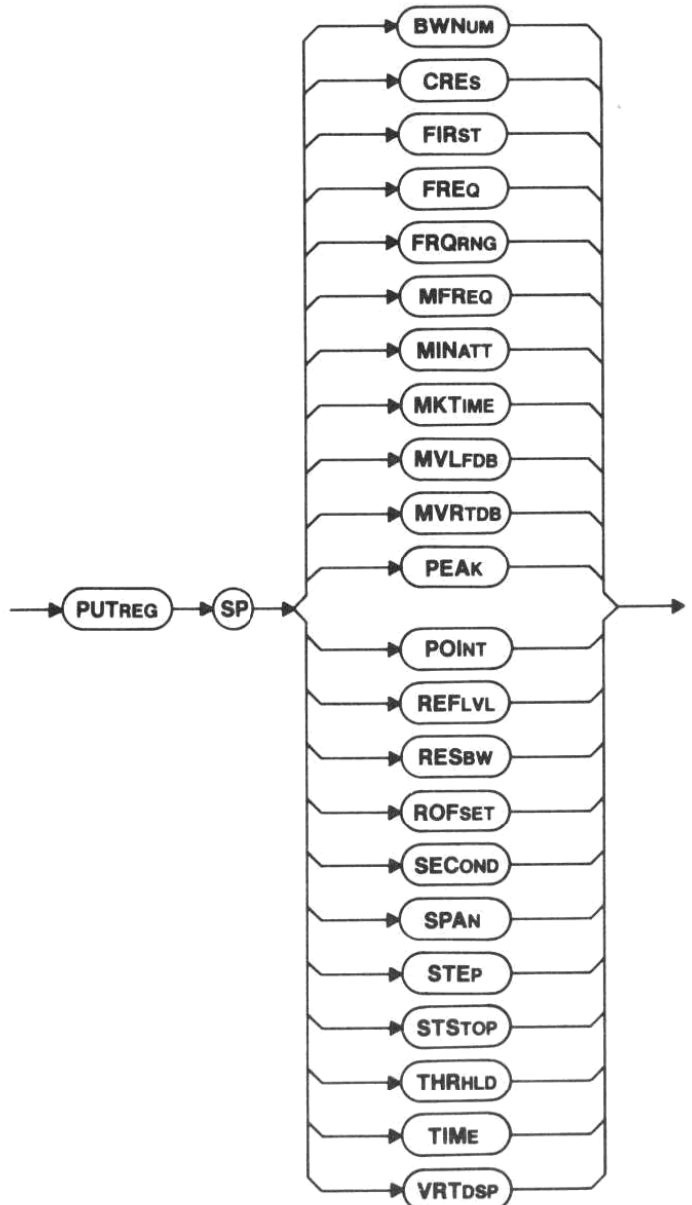 BWNUM
CRES
FIRST
FREQ
FRQRNG
MFREQ
MINATT
MKTIME
MVLFDB
MVRTDB
PEAK
PUTREG SP
POINT
REFLVL
RESBW
ROFSET
SECOND
SPAN
STEP
STSTOP
THRHLD
TIME
VRTDSP